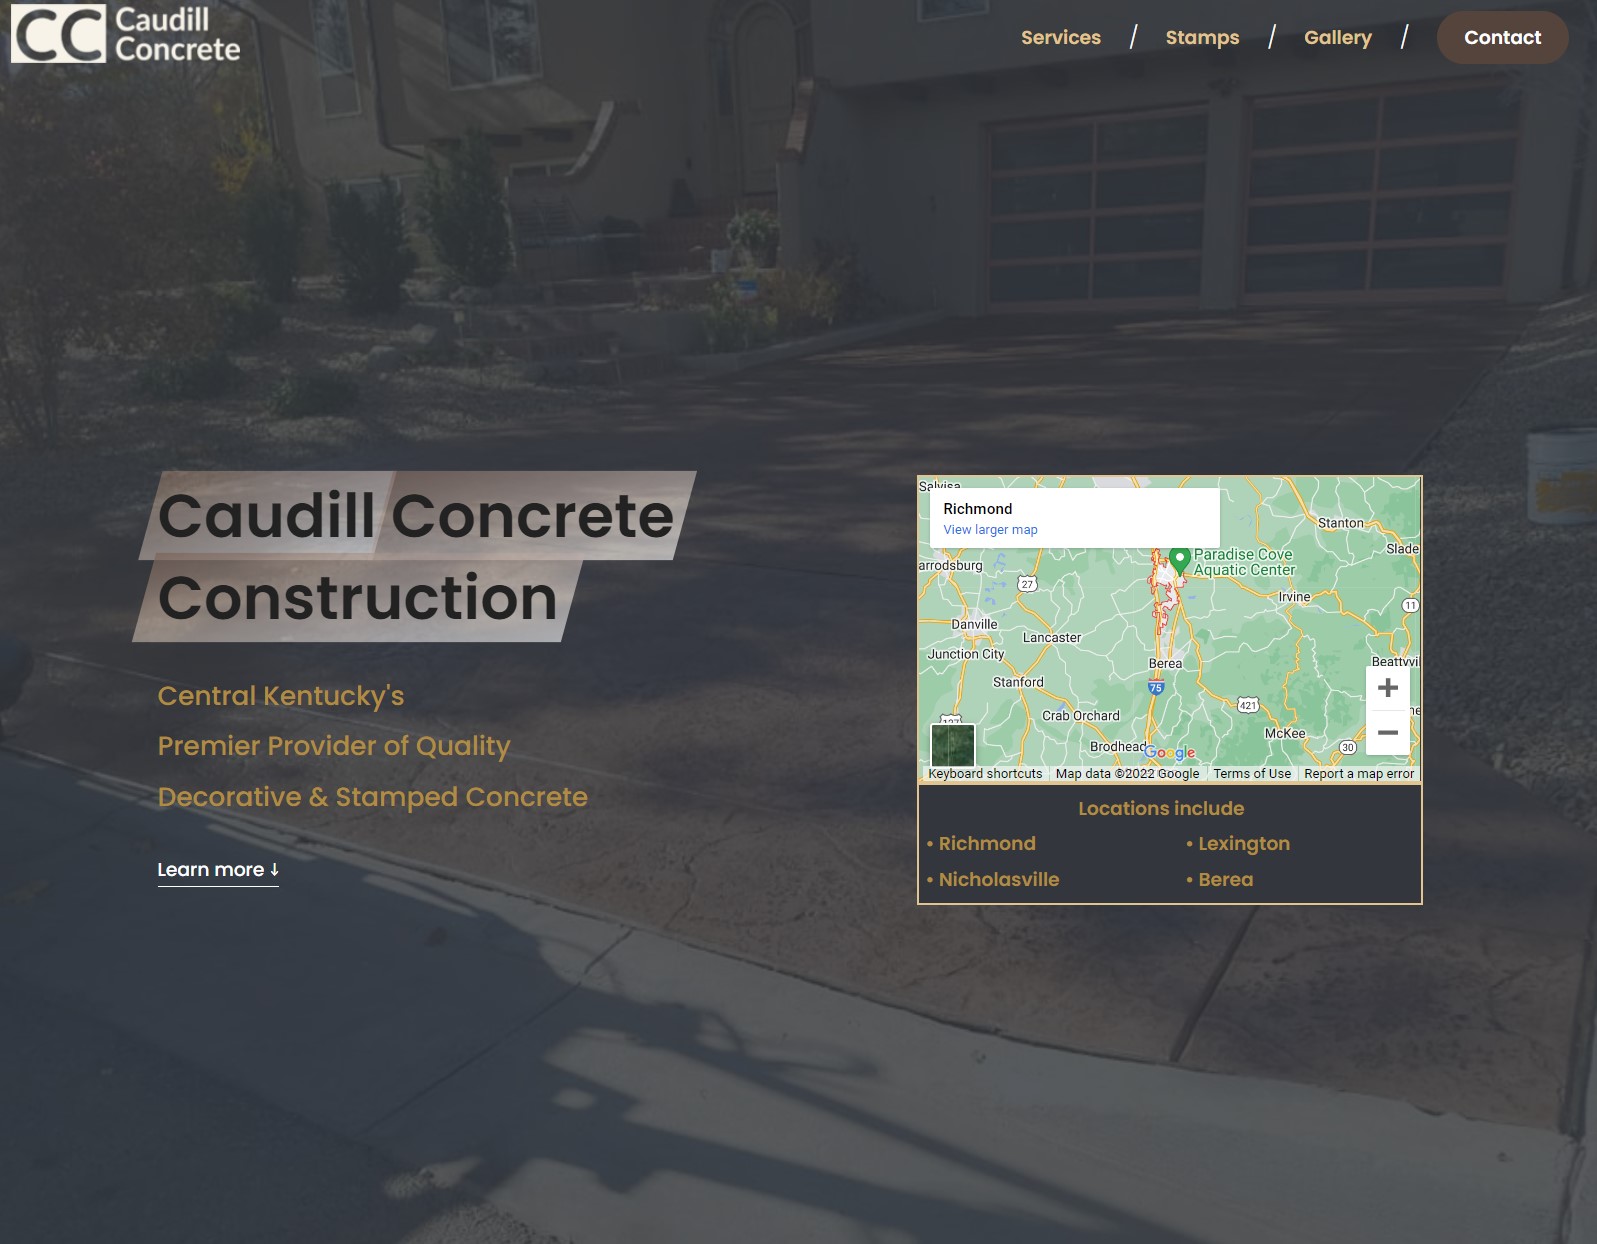 CC Caudill
Concrete
Services / Stamps / Gallery / Contact
Caudill Concrete
Construction
Central Kentucky's
Premier Provider of Quality
Decorative & Stamped Concrete
Learn more ↓
Salvisa
Richmond
View larger map
Stanton
Slade
Paradise Cove
Aquatic Center
arrodsburg
27
Irvine
11
Danville
Lancaster
Junction City
Berea
Beattyvil
Stanford
75
421
Crab Orchard
127
McKee
30
Brodhead
Google
Keyboard shortcuts
Map data ©2022 Google
Terms of Use
Report a map error
Locations include
• Richmond
• Lexington
• Nicholasville
• Berea